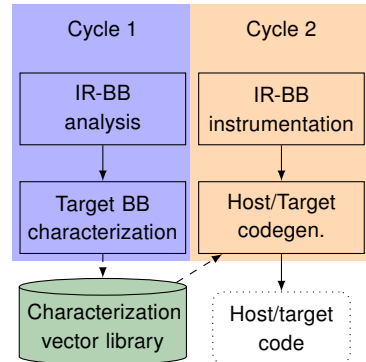 Cycle 1
Cycle 2
IR-BB
analysis
IR-BB
instrumentation
Target BB
characterization
Host/Target
codegen.
Characterization
vector library
Host/target
code